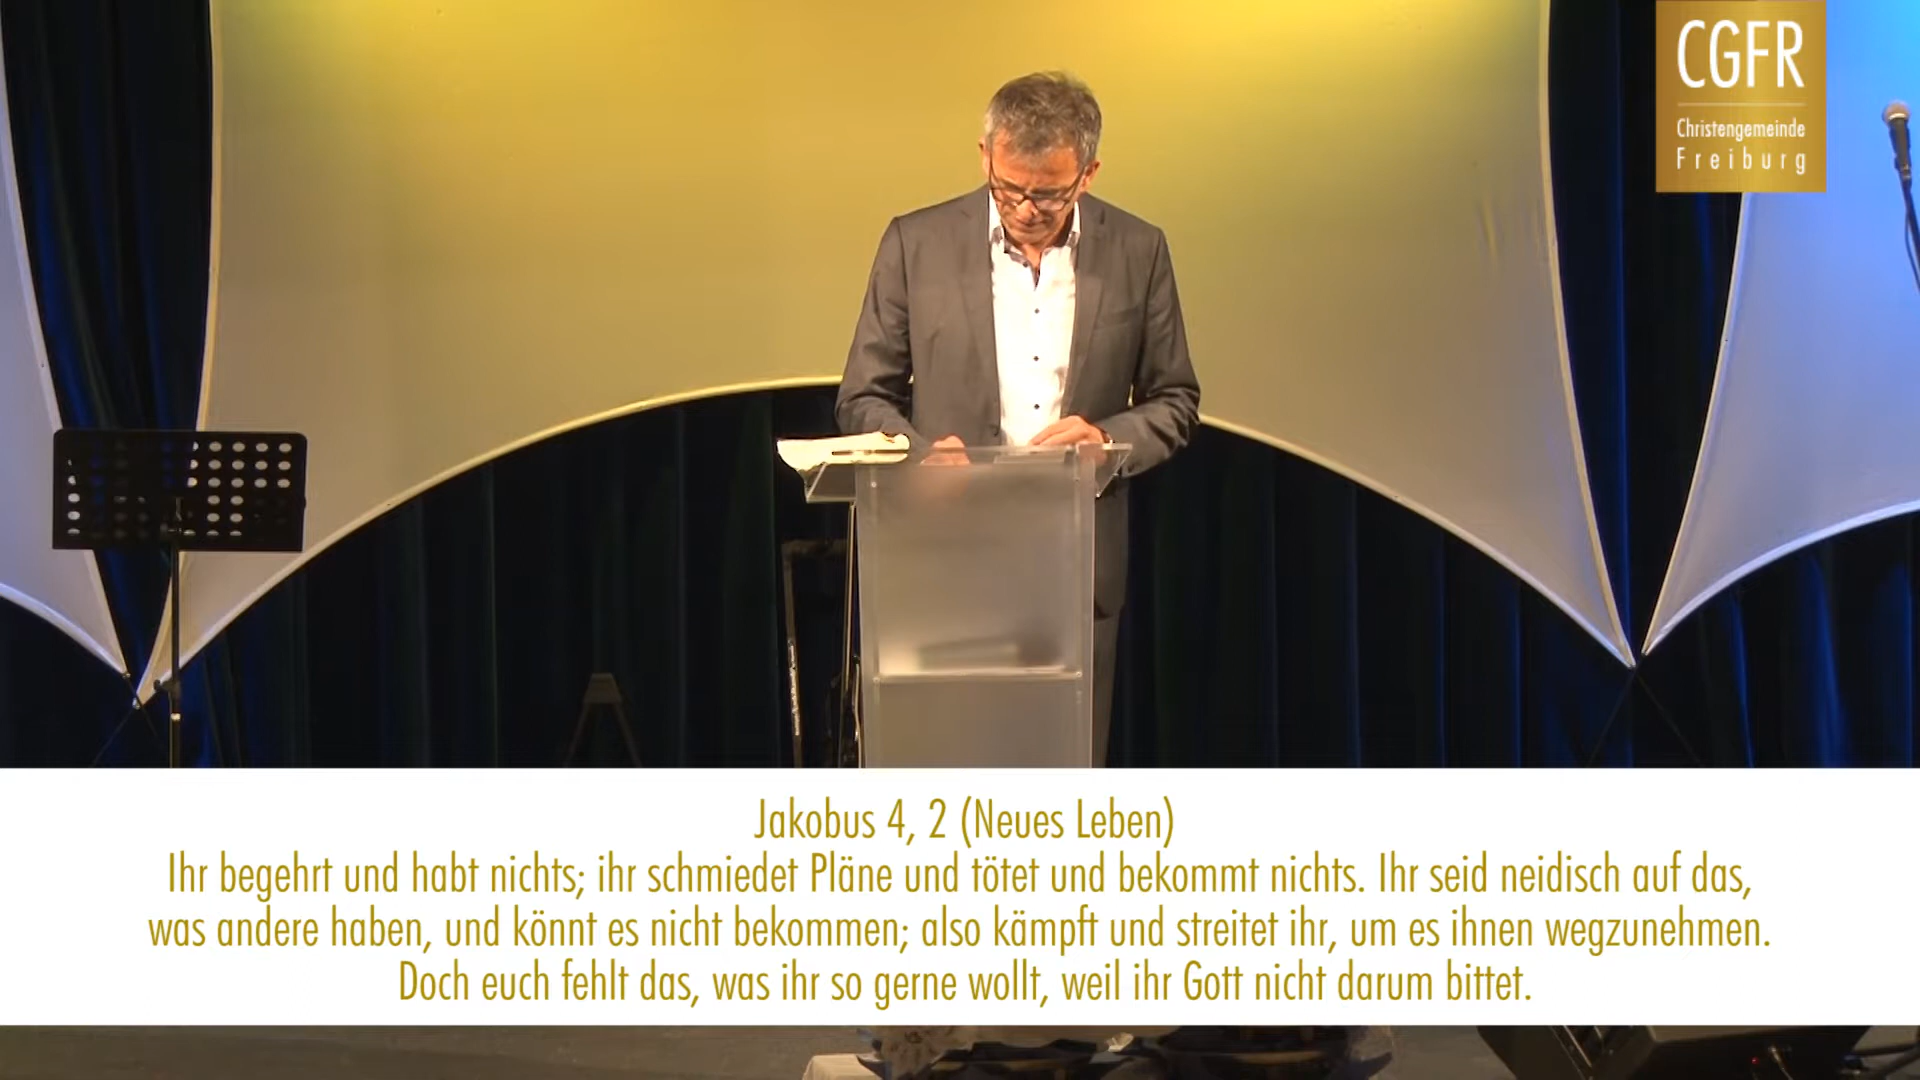 CGFR
Christengemeinde
Freiburg
Jakobus 4, 2 (Neues Leben)
Ihr begehrt und habt nichts; ihr schmiedet Pläne und tötet und bekommt nichts. Ihr seid neidisch auf das,
was andere haben, und könnt es nicht bekommen; also kämpft und streitet ihr, um es ihnen wegzunehmen.
Doch euch fehlt das, was ihr so gerne wollt, weil ihr Gott nicht darum bittet.